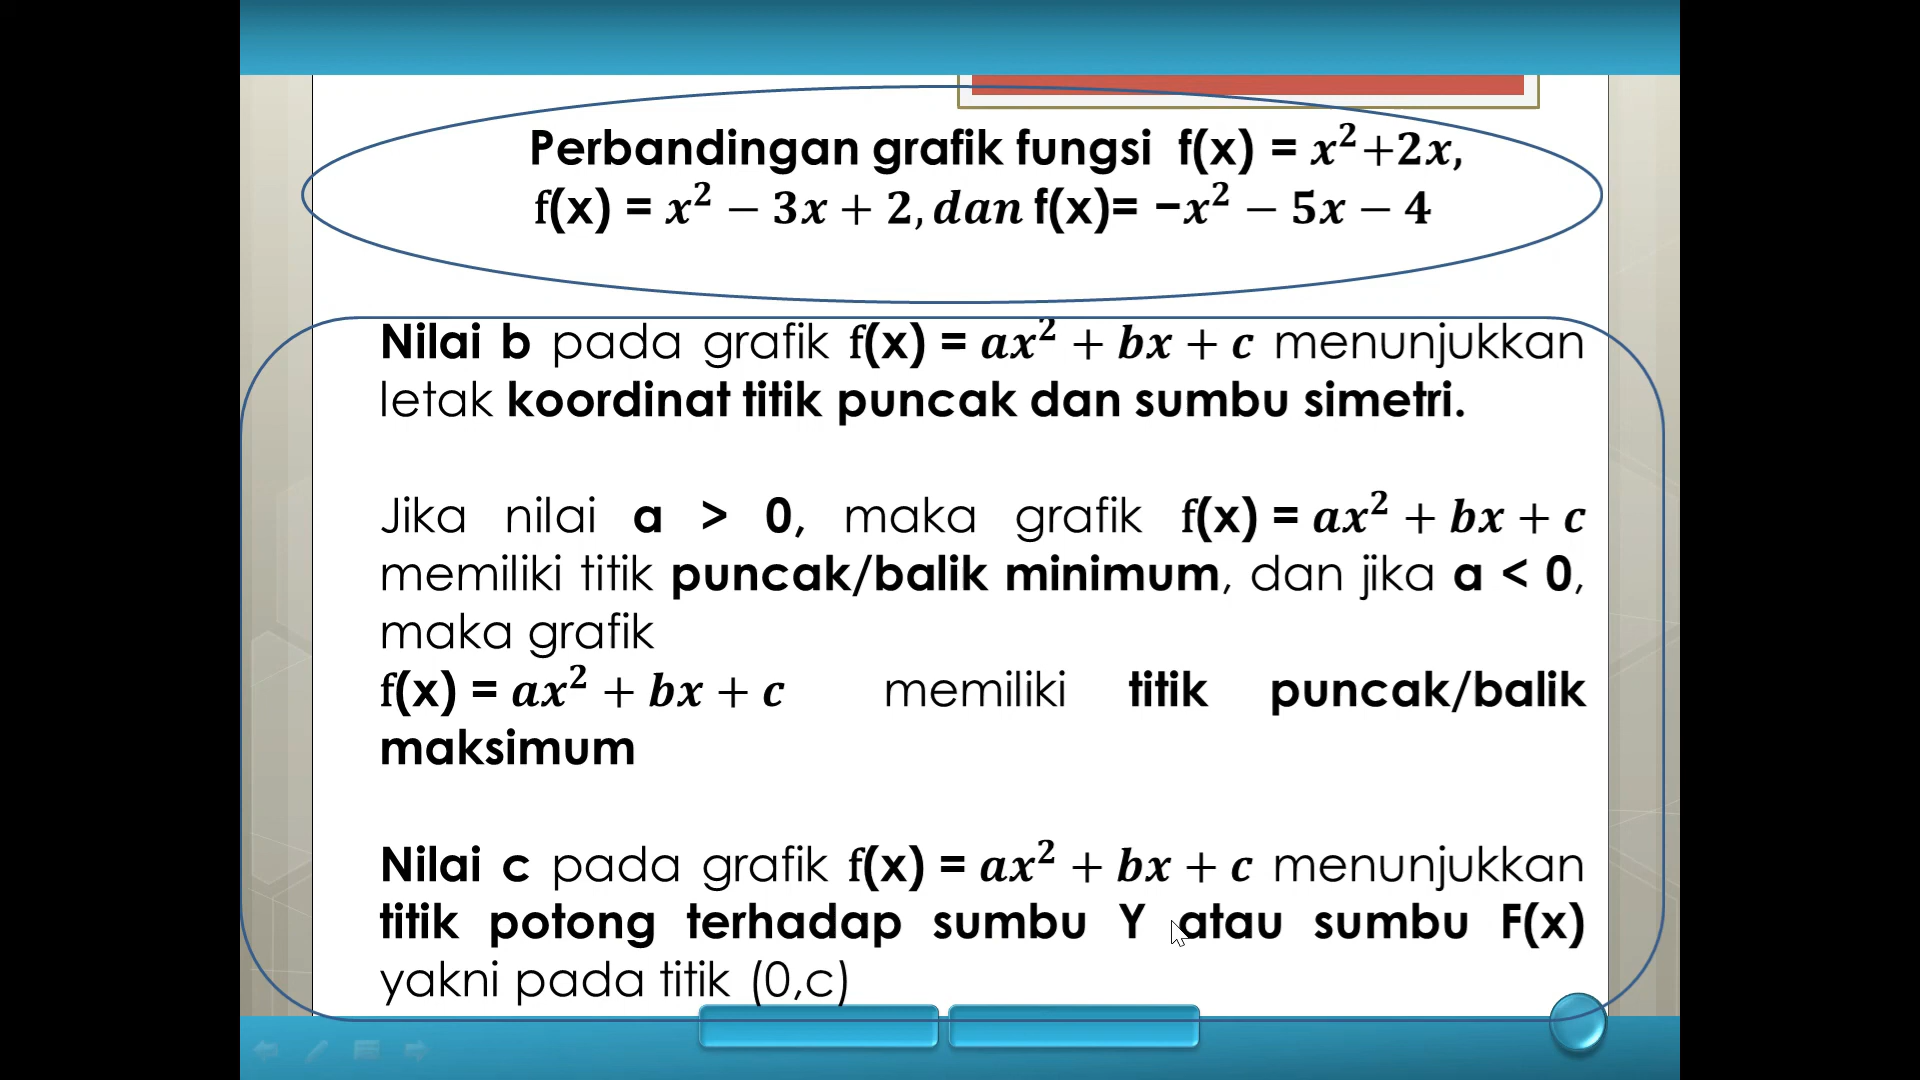 Perbandingan grafik fungsi f(x) = x²+2x,
f(x) = x² − 3x + 2, dan f(x)= −x² − 5x − 4
Nilai b pada grafik f(x) = ax² + bx + c menunjukkan
letak koordinat titik puncak dan sumbu simetri.
Jika nilai a > 0, maka grafik f(x) = ax² + bx + c
memiliki titik puncak/balik minimum, dan jika a < 0,
maka grafik
f(x) = ax² + bx + c memiliki titik puncak/balik
maksimum
Nilai c pada grafik f(x) = ax² + bx + c menunjukkan
titik potong terhadap sumbu Y atau sumbu F(x)
yakni pada titik (0,c)